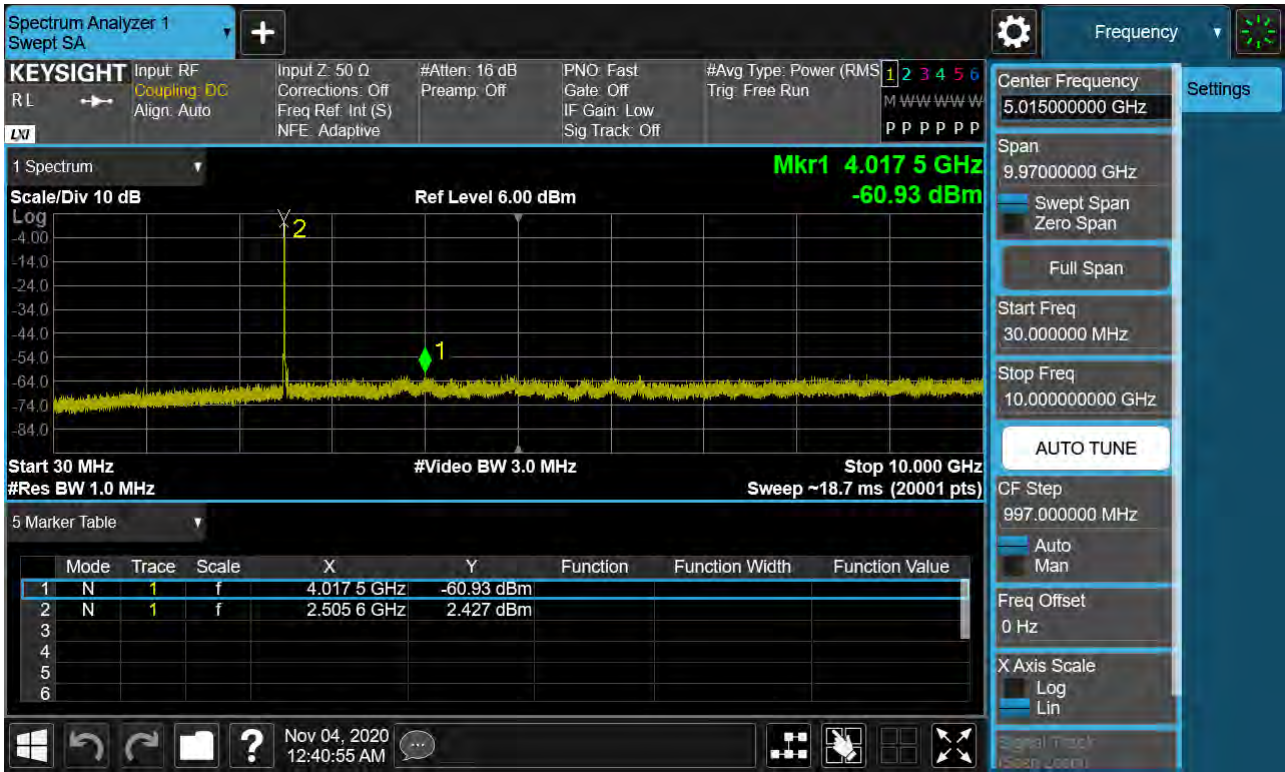 Spectrum Analyzer 1
Swept SA
+
Frequency
KEYSIGHT
RL
LXI
Input: RF
Coupling: DC
Align: Auto
Input Z: 50 Ω
Corrections: Off
Freq Ref: Int (S)
NFE: Adaptive
#Atten: 16 dB
Preamp: Off
PNO: Fast
Gate: Off
IF Gain: Low
Sig Track: Off
#Avg Type: Power (RMS
Trig: Free Run
1 2 3 4 5 6
M W W W W W
P P P P P P
1 Spectrum
Mkr1 4.017 5 GHz
Scale/Div 10 dB
Ref Level 6.00 dBm
-60.93 dBm
Log
-4.00
-14.0
-24.0
-34.0
-44.0
-54.0
-64.0
-74.0
-84.0
2
1
Start 30 MHz
#Video BW 3.0 MHz
Stop 10.000 GHz
#Res BW 1.0 MHz
Sweep ~18.7 ms (20001 pts)
5 Marker Table
Mode Trace Scale X Y Function Function Width Function Value
1 N 1 f 4.017 5 GHz -60.93 dBm
2 N 1 f 2.505 6 GHz 2.427 dBm
3
4
5
6
?
Nov 04, 2020
12:40:55 AM
Center Frequency
5.015000000 GHz
Settings
Span
9.97000000 GHz
Swept Span
Zero Span
Full Span
Start Freq
30.000000 MHz
Stop Freq
10.000000000 GHz
AUTO TUNE
CF Step
997.000000 MHz
Auto
Man
Freq Offset
0 Hz
X Axis Scale
Log
Lin
Signal Track
(Span Zoom)